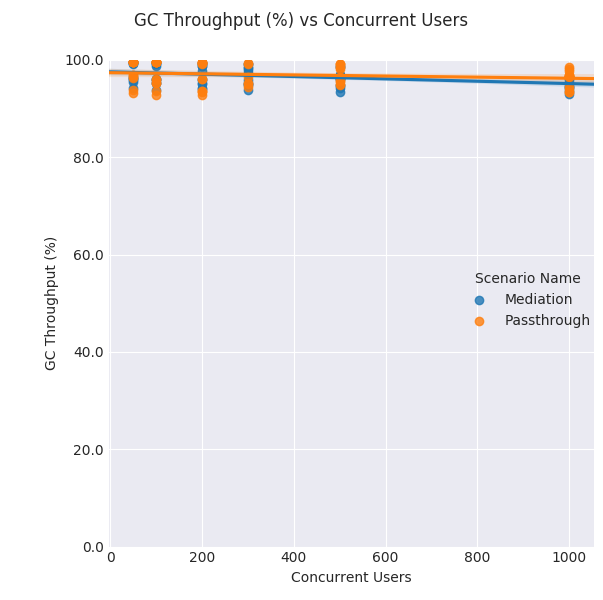 GC Throughput (%) vs Concurrent Users
100.0
80.0
60.0
40.0
20.0
0.0
GC Throughput (%)
Scenario Name
Mediation
Passthrough
0 200 400 600 800 1000
Concurrent Users